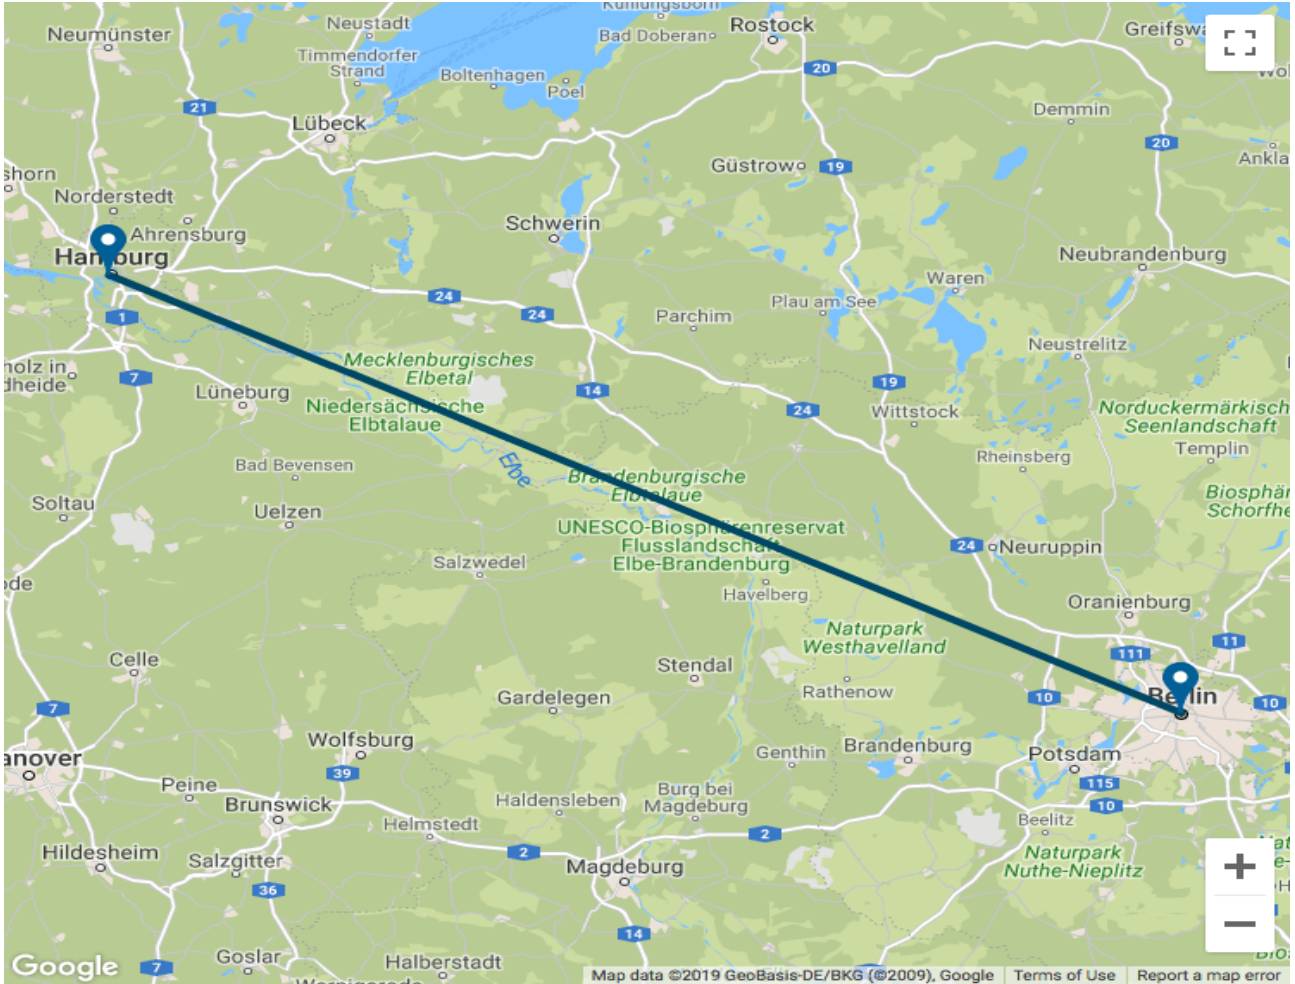 Kühlungsborn
Neustadt
Rostock
Greifswa
Neumünster
Bad Doberan
Timmendorfer
Strand
Boltenhagen
Poel
20
Demmin
21
Lübeck
20
Güstrow
19
Ankla
shorn
Norderstedt
Schwerin
Ahrensburg
Hamburg
Neubrandenburg
Waren
24
24
Plau am See
Parchim
1
Neustrelitz
Mecklenburgisches
Elbetal
holz in
dheide
7
Lüneburg
14
19
Niedersächsische
Elbtalaue
24
Wittstock
Norduckermärkisch
Seenlandschaft
Templin
Rheinsberg
Bad Bevensen
Elbe
Brandenburgische
Elbtalaue
Biosphär
Schorfhe
Soltau
Uelzen
UNESCO-Biosphärenreservat
Flusslandschaft
Elbe-Brandenburg
24
Neuruppin
Salzwedel
ode
Havelberg
Oranienburg
Naturpark
Westhavelland
11
111
Celle
Stendal
Rathenow
Berlin
10
10
Gardelegen
7
Wolfsburg
Genthin
Brandenburg
Potsdam
anover
39
115
Peine
Brunswick
Haldensleben
Burg bei
Magdeburg
10
Helmstedt
2
Beelitz
2
Hildesheim
Salzgitter
Magdeburg
Naturpark
Nuthe-Nieplitz
36
14
Goslar
Halberstadt
7
Google
Wernigerode
Map data ©2019 GeoBasis-DE/BKG (©2009), Google
Terms of Use
Report a map error